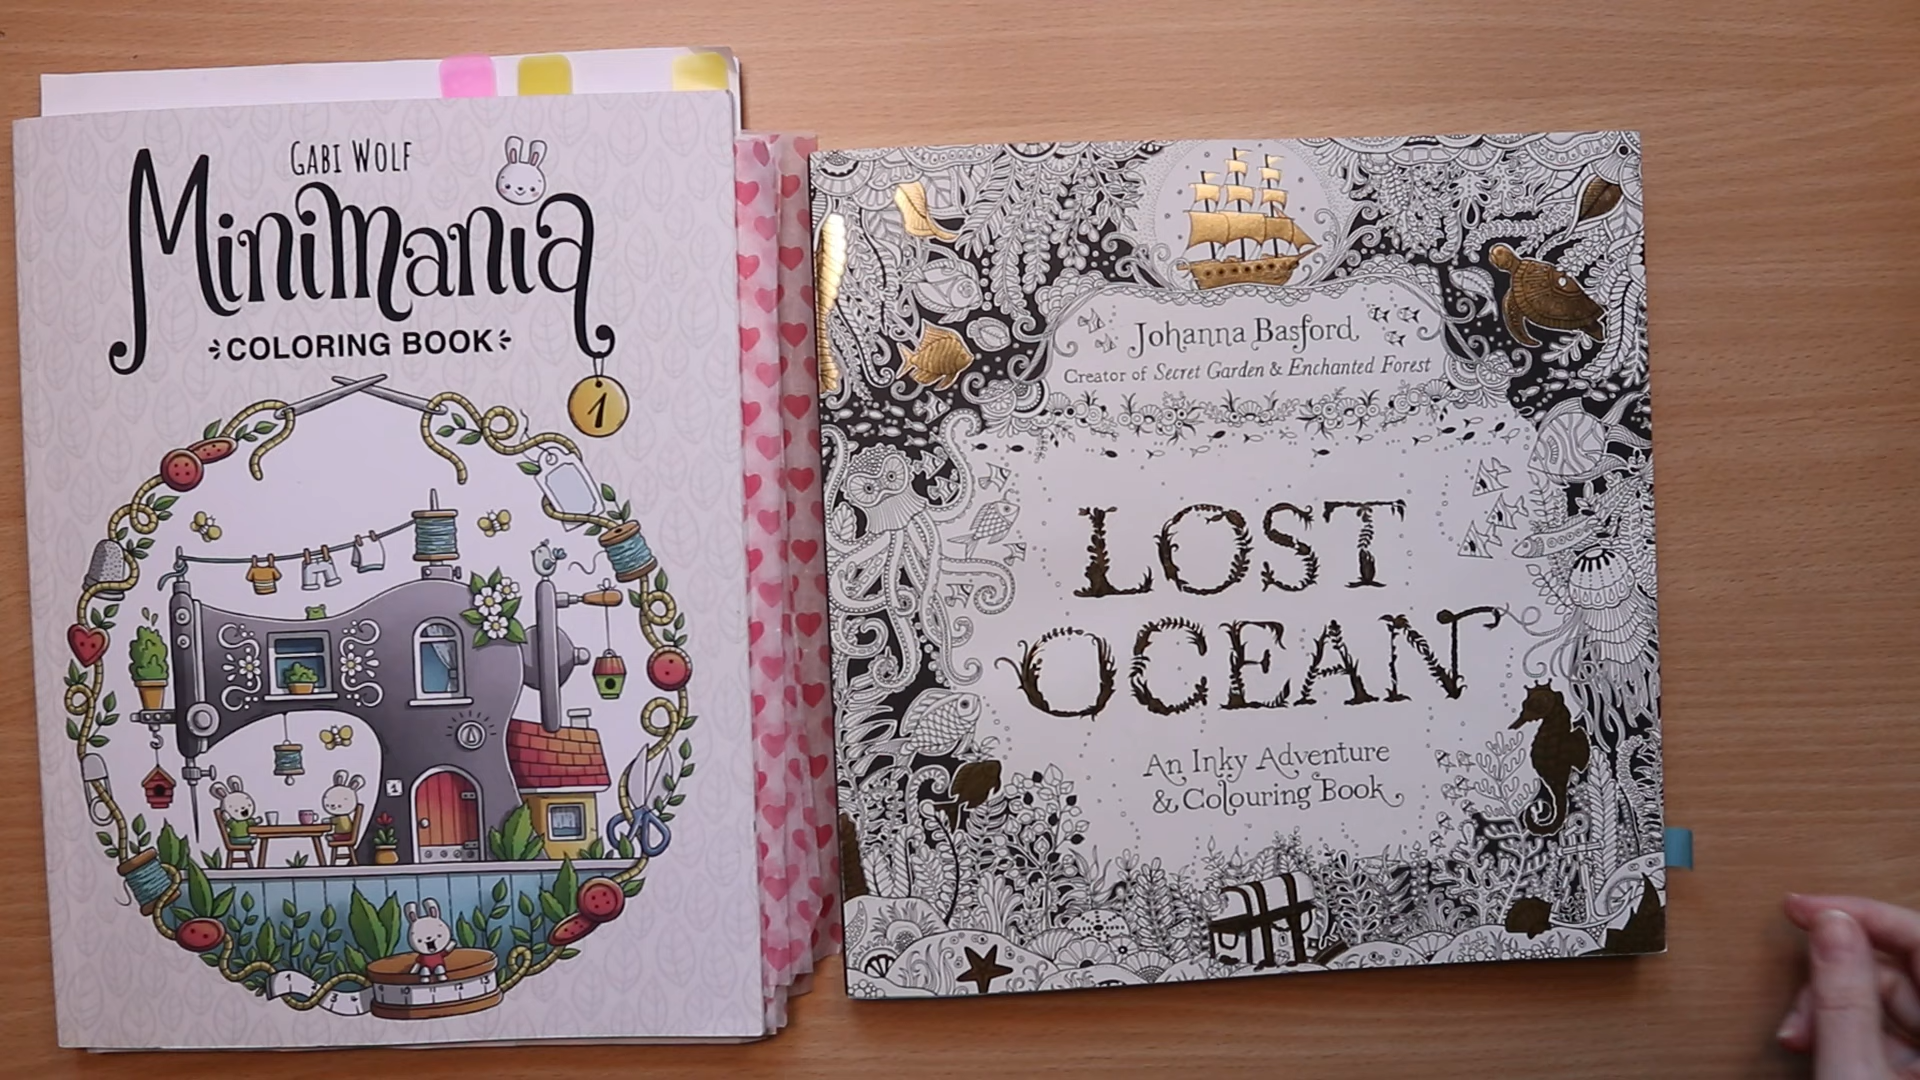 GABI WOLF
Minimania
COLORING BOOK
1
1
Johanna Basford
Creator of Secret Garden & Enchanted Forest
LOST
OCEAN
An Inky Adventure
& Colouring Book